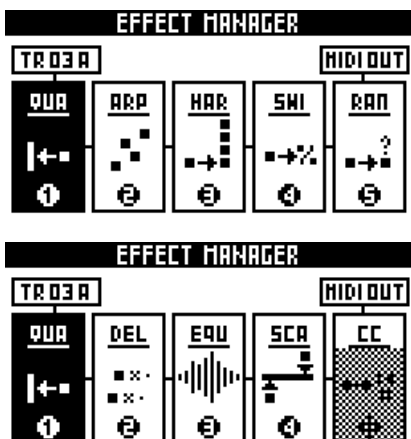 EFFECT MANAGER
TR03A MIDI OUT
QUA ARP HAR SWI RAN
%
?
1 2 3 4 5
EFFECT MANAGER
TR03A MIDI OUT
QUA DEL EQU SCA CC
1 2 3 4